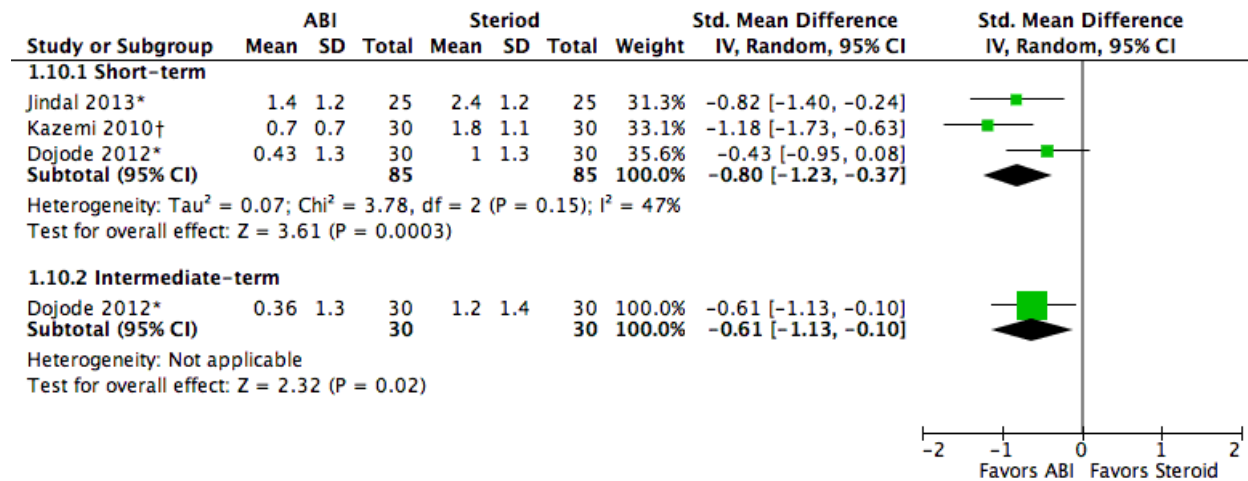 ABI Steriod Std. Mean Difference Std. Mean Difference
Study or Subgroup Mean SD Total Mean SD Total Weight IV, Random, 95% CI IV, Random, 95% CI
1.10.1 Short-term
Jindal 2013* 1.4 1.2 25 2.4 1.2 25 31.3% -0.82 [-1.40, -0.24]
Kazemi 2010† 0.7 0.7 30 1.8 1.1 30 33.1% -1.18 [-1.73, -0.63]
Dojode 2012* 0.43 1.3 30 1 1.3 30 35.6% -0.43 [-0.95, 0.08]
Subtotal (95% CI) 85 85 100.0% -0.80 [-1.23, -0.37]
Heterogeneity: Tau² = 0.07; Chi² = 3.78, df = 2 (P = 0.15); I² = 47%
Test for overall effect: Z = 3.61 (P = 0.0003)
1.10.2 Intermediate-term
Dojode 2012* 0.36 1.3 30 1.2 1.4 30 100.0% -0.61 [-1.13, -0.10]
Subtotal (95% CI) 30 30 100.0% -0.61 [-1.13, -0.10]
Heterogeneity: Not applicable
Test for overall effect: Z = 2.32 (P = 0.02)
-2 -1 0 1 2
Favors ABI Favors Steroid